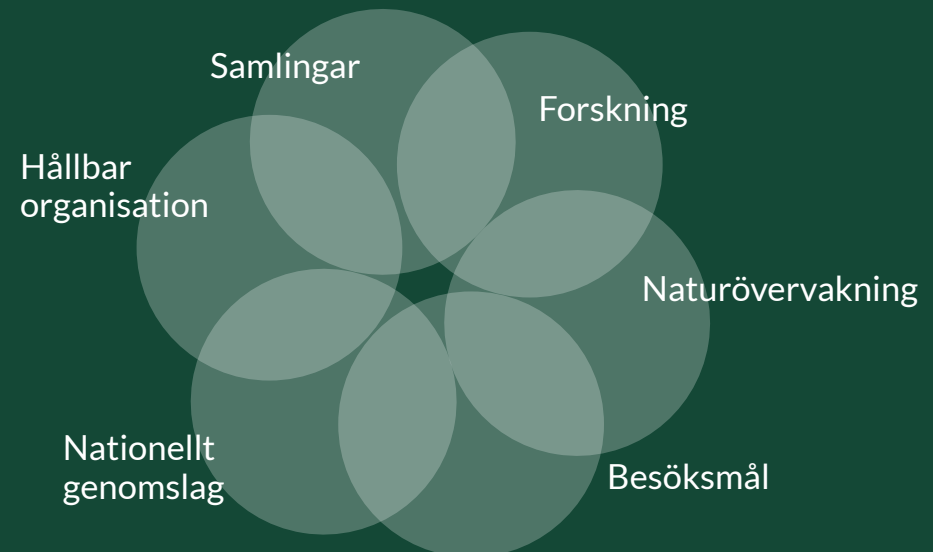 Samlingar
Forskning
Hållbar
organisation
Naturövervakning
Nationellt
genomslag
Besöksmål